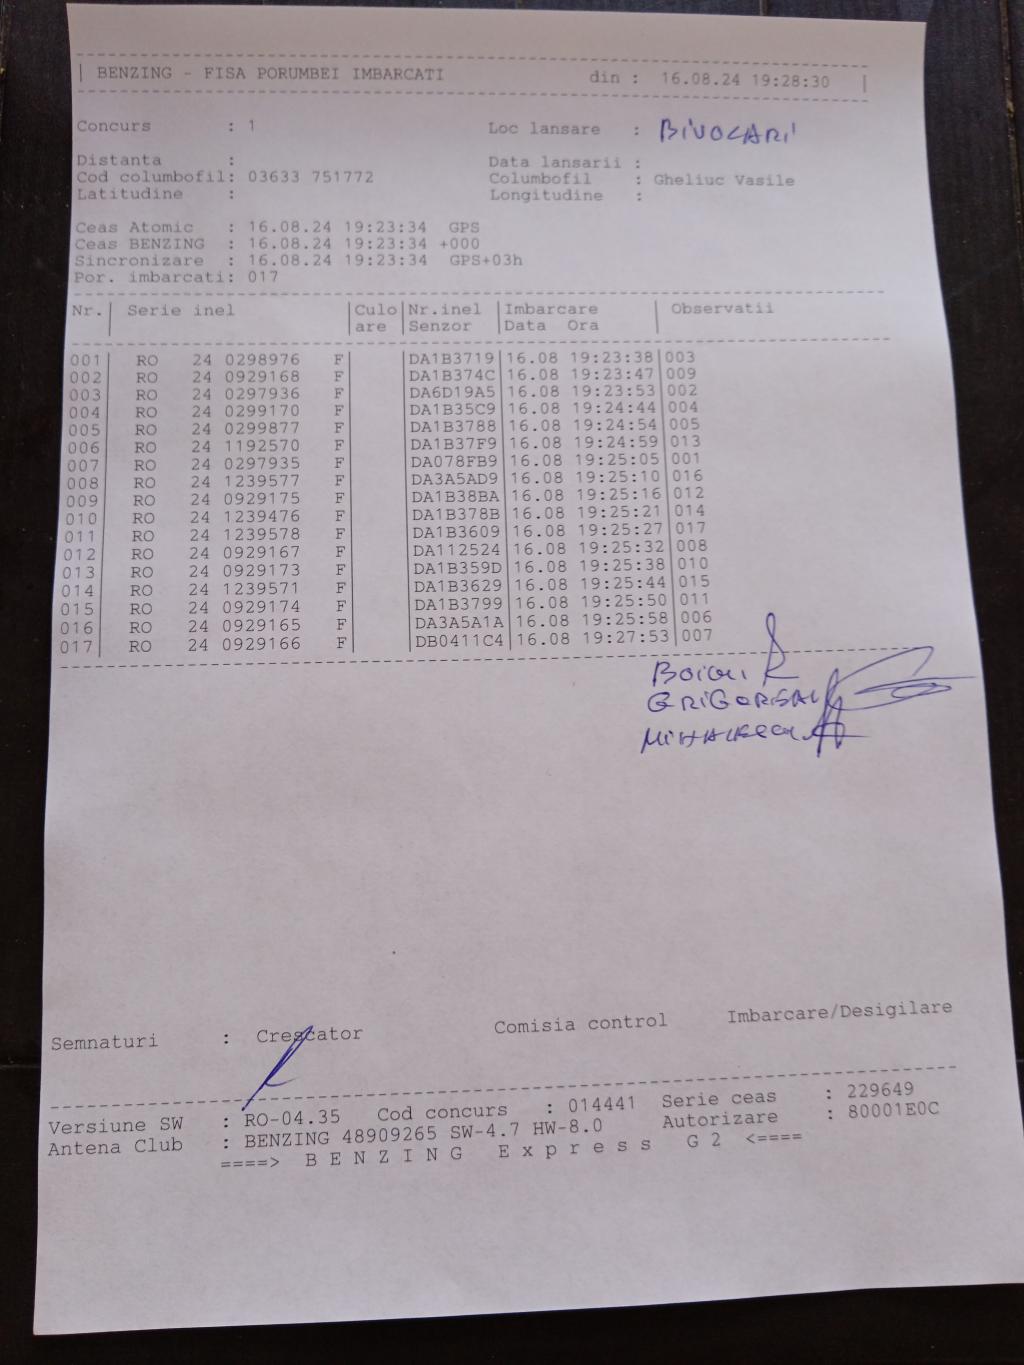 BENZING - FISA PORUMBEI IMBARCATI din : 16.08.24 19:28:30
Concurs : 1 Loc lansare : BIVOLARI
Distanta : Data lansarii :
Cod columbofil: 03633 751772 Columbofil : Gheliuc Vasile
Latitudine : Longitudine :
Ceas Atomic : 16.08.24 19:23:34 GPS
Ceas BENZING : 16.08.24 19:23:34 +000
Sincronizare : 16.08.24 19:23:34 GPS+03h
Por. imbarcati: 017
Nr.| Serie inel |Culo|Nr.inel |Imbarcare | Observatii
| |are |Senzor |Data Ora |
001| RO 24 0298976 F| |DA1B3719|16.08 19:23:38|003
002| RO 24 0929168 F| |DA1B374C|16.08 19:23:47|009
003| RO 24 0297936 F| |DA6D19A5|16.08 19:23:53|002
004| RO 24 0299170 F| |DA1B35C9|16.08 19:24:44|004
005| RO 24 0299877 F| |DA1B3788|16.08 19:24:54|005
006| RO 24 1192570 F| |DA1B37F9|16.08 19:24:59|013
007| RO 24 0297935 F| |DA078FB9|16.08 19:25:05|001
008| RO 24 1239577 F| |DA3A5AD9|16.08 19:25:10|016
009| RO 24 0929175 F| |DA1B38BA|16.08 19:25:16|012
010| RO 24 1239476 F| |DA1B378B|16.08 19:25:21|014
011| RO 24 1239578 F| |DA1B3609|16.08 19:25:27|017
012| RO 24 0929167 F| |DA112524|16.08 19:25:32|008
013| RO 24 0929173 F| |DA1B359D|16.08 19:25:38|010
014| RO 24 1239571 F| |DA1B3629|16.08 19:25:44|015
015| RO 24 0929174 F| |DA1B3799|16.08 19:25:50|011
016| RO 24 0929165 F| |DA3A5A1A|16.08 19:25:58|006
017| RO 24 0929166 F| |DB0411C4|16.08 19:27:53|007
Semnaturi : Crescator Comisia control Imbarcare/Desigilare
Versiune SW : RO-04.35 Cod concurs : 014441 Serie ceas : 229649
Antena Club : BENZING 48909265 SW-4.7 HW-8.0 Autorizare : 80001E0C
====> B E N Z I N G E x p r e s s G 2 <====